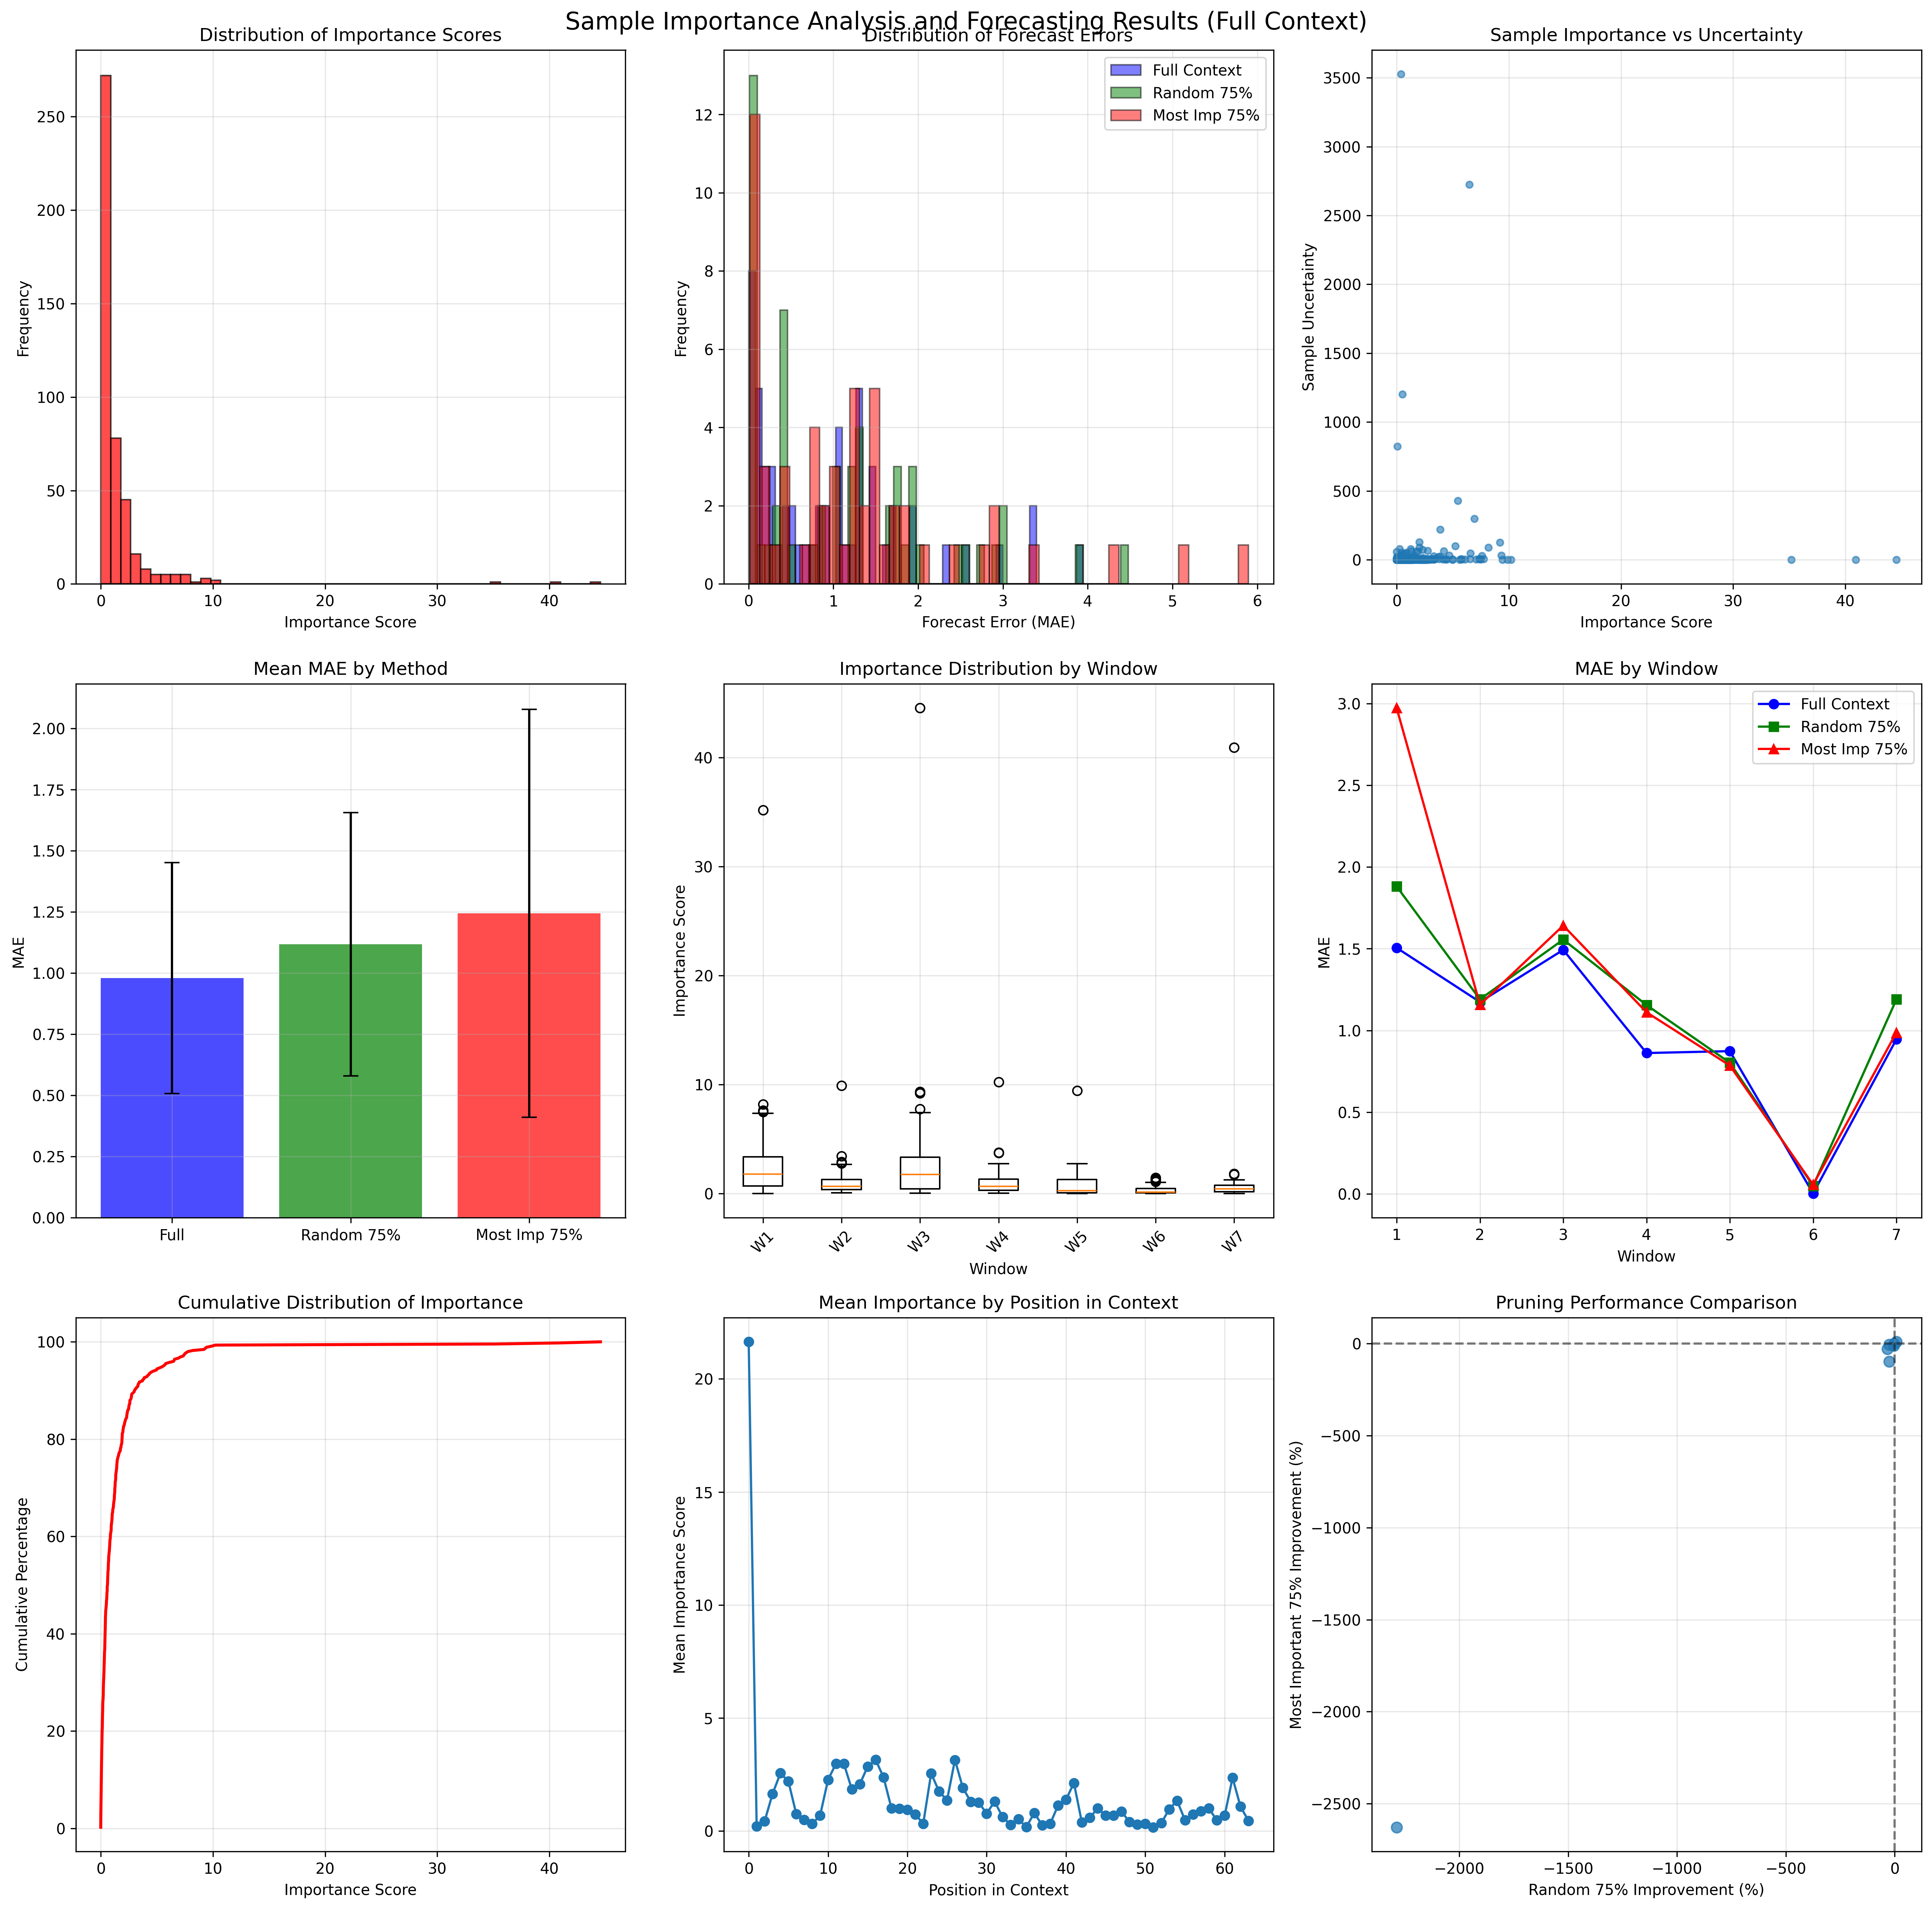 Sample Importance Analysis and Forecasting Results (Full Context)
Distribution of Importance Scores
Frequency
250
200
150
100
50
0
0 10 20 30 40
Importance Score
Distribution of Forecast Errors
Full Context
Random 75%
Most Imp 75%
Frequency
12
10
8
6
4
2
0
0 1 2 3 4 5 6
Forecast Error (MAE)
Sample Importance vs Uncertainty
Sample Uncertainty
3500
3000
2500
2000
1500
1000
500
0
0 10 20 30 40
Importance Score
Mean MAE by Method
MAE
2.00
1.75
1.50
1.25
1.00
0.75
0.50
0.25
0.00
Full Random 75% Most Imp 75%
Importance Distribution by Window
Importance Score
40
30
20
10
0
W1 W2 W3 W4 W5 W6 W7
Window
MAE by Window
Full Context
Random 75%
Most Imp 75%
MAE
3.0
2.5
2.0
1.5
1.0
0.5
0.0
1 2 3 4 5 6 7
Window
Cumulative Distribution of Importance
Cumulative Percentage
100
80
60
40
20
0
0 10 20 30 40
Importance Score
Mean Importance by Position in Context
Mean Importance Score
20
15
10
5
0
0 10 20 30 40 50 60
Position in Context
Pruning Performance Comparison
Most Important 75% Improvement (%)
0
−500
−1000
−1500
−2000
−2500
−2000 −1500 −1000 −500 0
Random 75% Improvement (%)